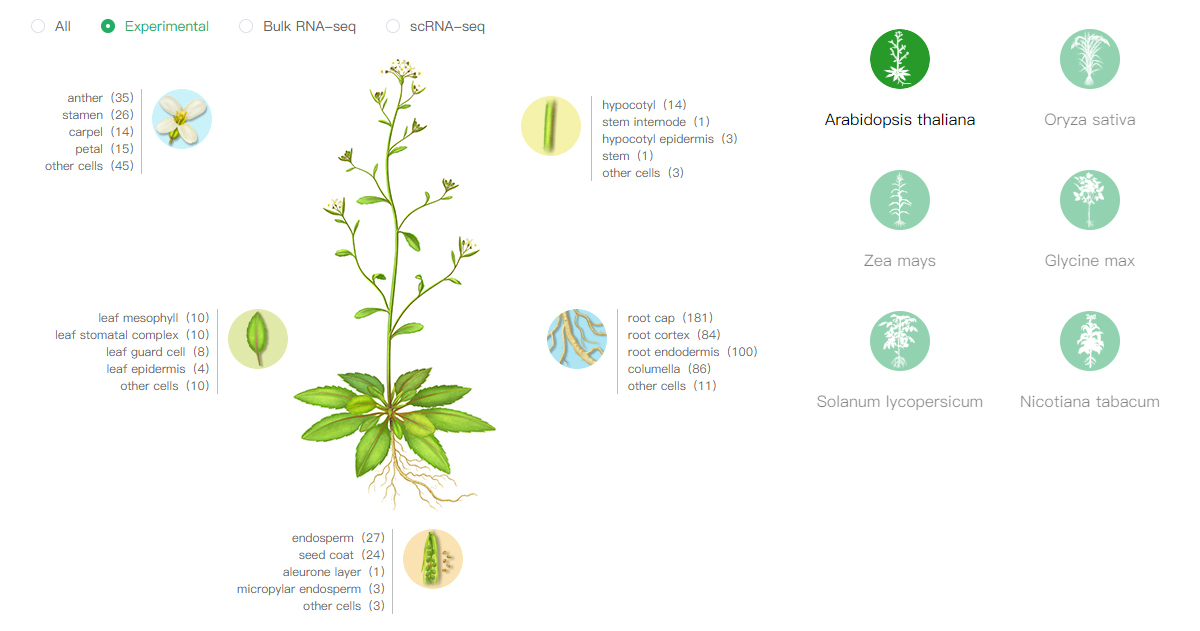 All
Experimental
Bulk RNA-seq
scRNA-seq
anther (35)
stamen (26)
carpel (14)
petal (15)
other cells (45)
hypocotyl (14)
stem internode (1)
hypocotyl epidermis (3)
stem (1)
other cells (3)
leaf mesophyll (10)
leaf stomatal complex (10)
leaf guard cell (8)
leaf epidermis (4)
other cells (10)
root cap (181)
root cortex (84)
root endodermis (100)
columella (86)
other cells (11)
endosperm (27)
seed coat (24)
aleurone layer (1)
micropylar endosperm (3)
other cells (3)
Arabidopsis thaliana
Oryza sativa
Zea mays
Glycine max
Solanum lycopersicum
Nicotiana tabacum